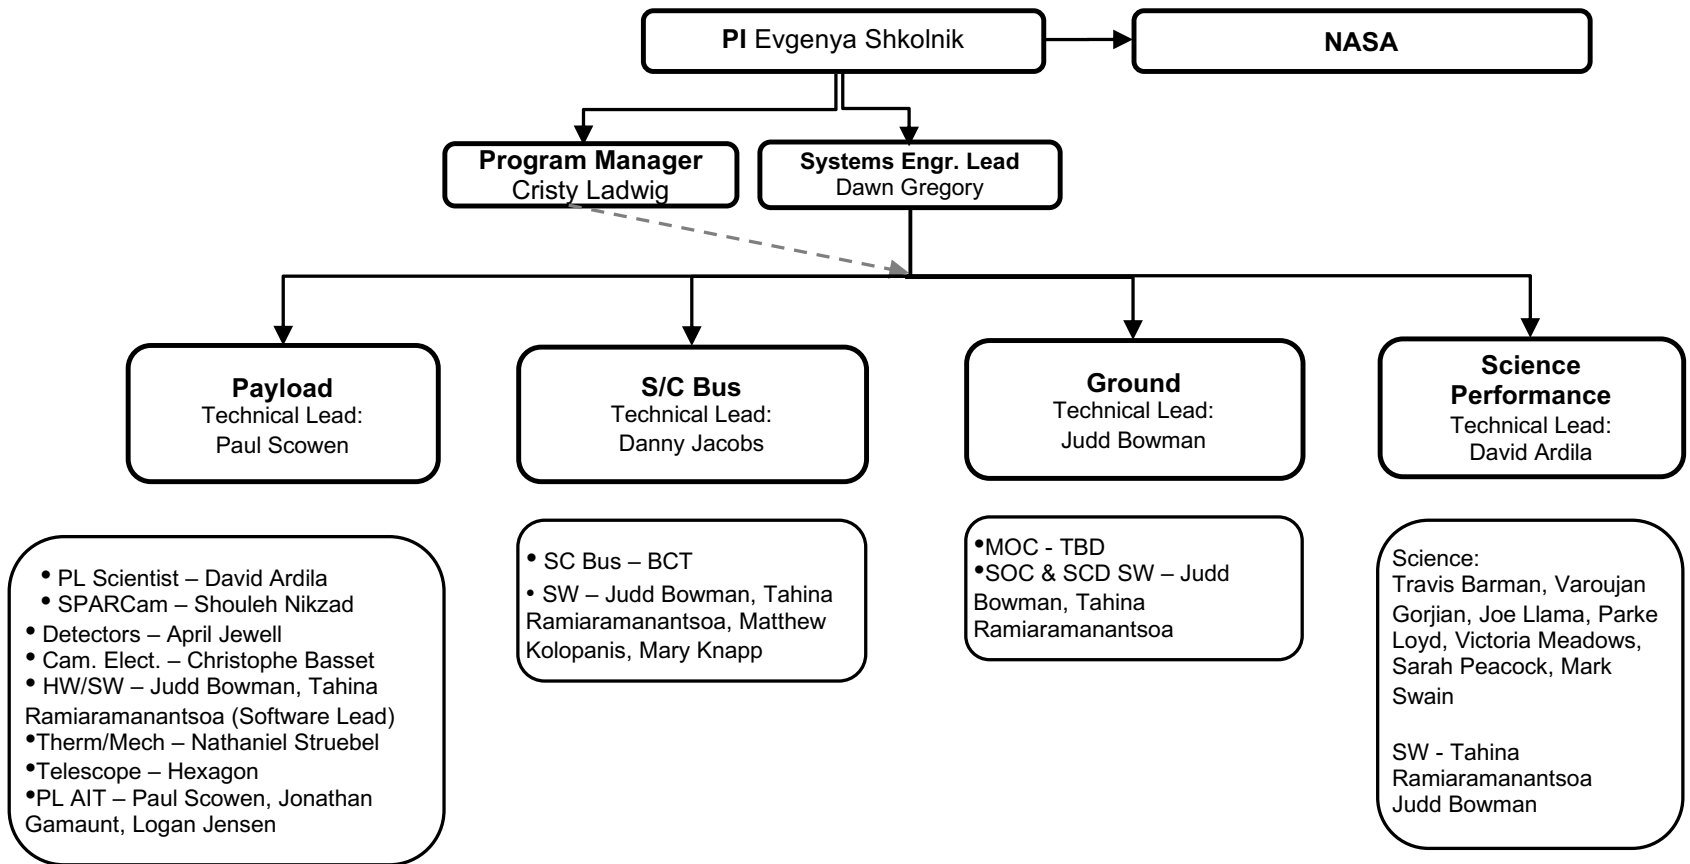 PI Evgenya Shkolnik
NASA
Program Manager
Cristy Ladwig
Systems Engr. Lead
Dawn Gregory
Payload
Technical Lead:
Paul Scowen
S/C Bus
Technical Lead:
Danny Jacobs
Ground
Technical Lead:
Judd Bowman
Science
Performance
Technical Lead:
David Ardila
• PL Scientist – David Ardila
• SPARCam – Shouleh Nikzad
• Detectors – April Jewell
• Cam. Elect. – Christophe Basset
• HW/SW – Judd Bowman, Tahina
Ramiaramanantsoa (Software Lead)
•Therm/Mech – Nathaniel Struebel
•Telescope – Hexagon
•PL AIT – Paul Scowen, Jonathan
Gamaunt, Logan Jensen
• SC Bus – BCT
• SW – Judd Bowman, Tahina
Ramiaramanantsoa, Matthew
Kolopanis, Mary Knapp
•MOC - TBD
•SOC & SCD SW – Judd
Bowman, Tahina
Ramiaramanantsoa
Science:
Travis Barman, Varoujan
Gorjian, Joe Llama, Parke
Loyd, Victoria Meadows,
Sarah Peacock, Mark
Swain
SW - Tahina
Ramiaramanantsoa
Judd Bowman